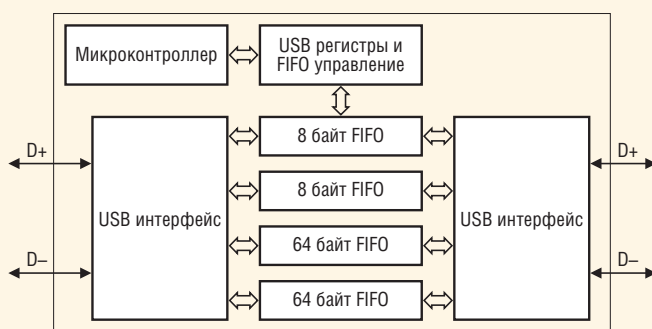 Микроконтроллер
USB регистры и
FIFO управление
D+
8 байт FIFO
D+
8 байт FIFO
USB интерфейс
USB интерфейс
64 байт FIFO
D–
D–
64 байт FIFO